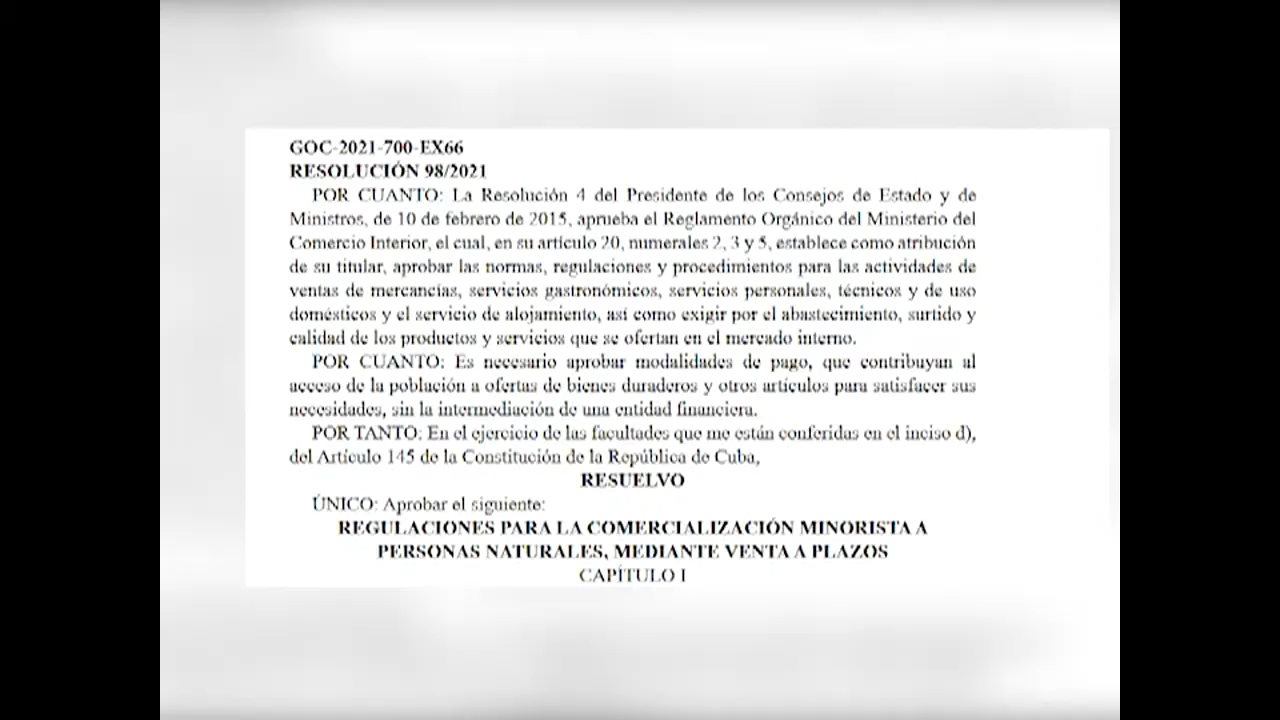 GOC-2021-700-EX66
RESOLUCIÓN 98/2021
POR CUANTO: La Resolución 4 del Presidente de los Consejos de Estado y de
Ministros, de 10 de febrero de 2015, aprueba el Reglamento Orgánico del Ministerio del
Comercio Interior, el cual, en su artículo 20, numerales 2, 3 y 5, establece como atribución
de su titular, aprobar las normas, regulaciones y procedimientos para las actividades de
ventas de mercancías, servicios gastronómicos, servicios personales, técnicos y de uso
domésticos y el servicio de alojamiento, así como exigir por el abastecimiento, surtido y
calidad de los productos y servicios que se ofertan en el mercado interno.
POR CUANTO: Es necesario aprobar modalidades de pago, que contribuyan al
acceso de la población a ofertas de bienes duraderos y otros artículos para satisfacer sus
necesidades, sin la intermediación de una entidad financiera.
POR TANTO: En el ejercicio de las facultades que me están conferidas en el inciso d),
del Artículo 145 de la Constitución de la República de Cuba,
RESUELVO
ÚNICO: Aprobar el siguiente:
REGULACIONES PARA LA COMERCIALIZACIÓN MINORISTA A
PERSONAS NATURALES, MEDIANTE VENTA A PLAZOS
CAPÍTULO I